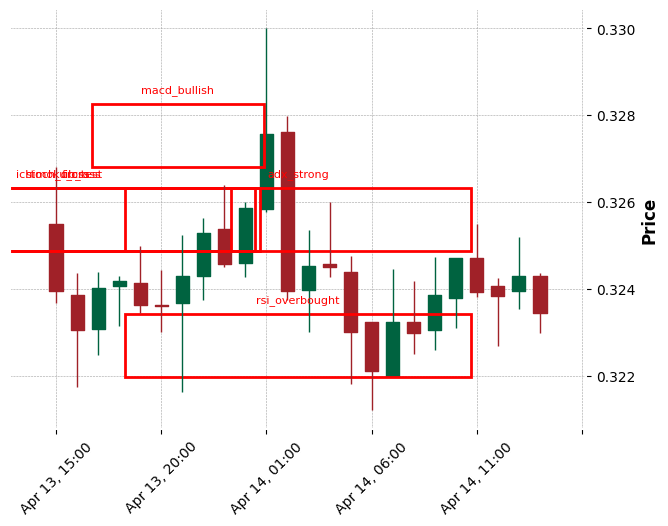 0.330
macd_bullish
0.328
0.326
Price
0.324
rsi_overbought
0.322
Apr 13, 15:00
Apr 13, 20:00
Apr 14, 01:00
Apr 14, 06:00
Apr 14, 11:00